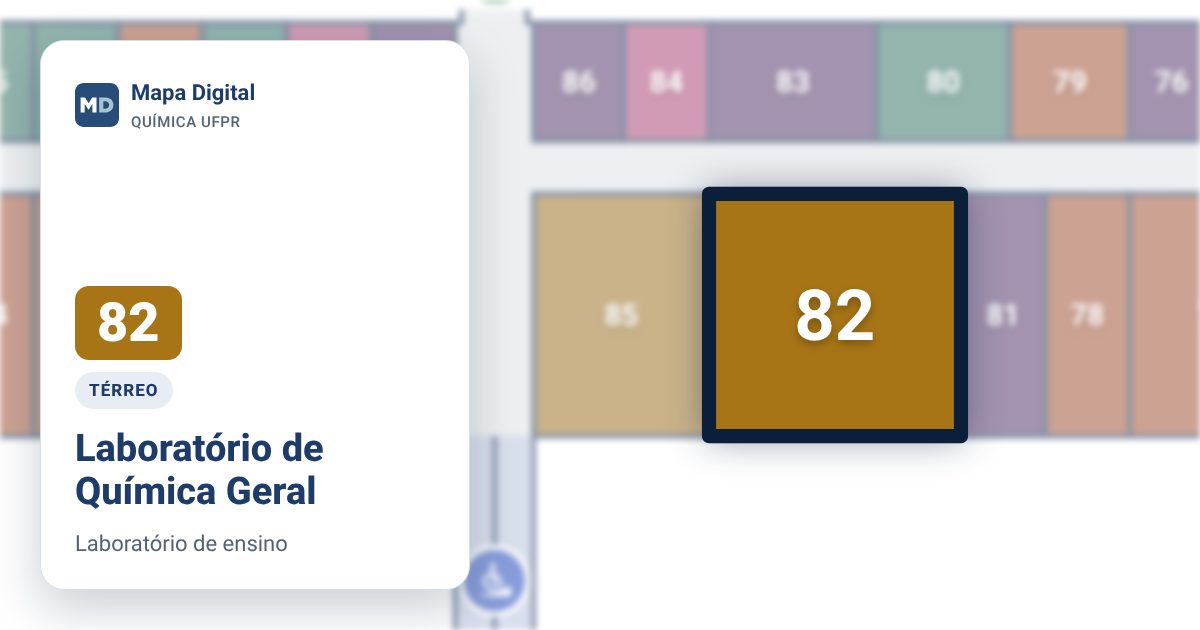 MD
Mapa Digital
QUÍMICA UFPR
82
TÉRREO
Laboratório de
Química Geral
Laboratório de ensino
86
84
83
80
79
76
85
82
81
78